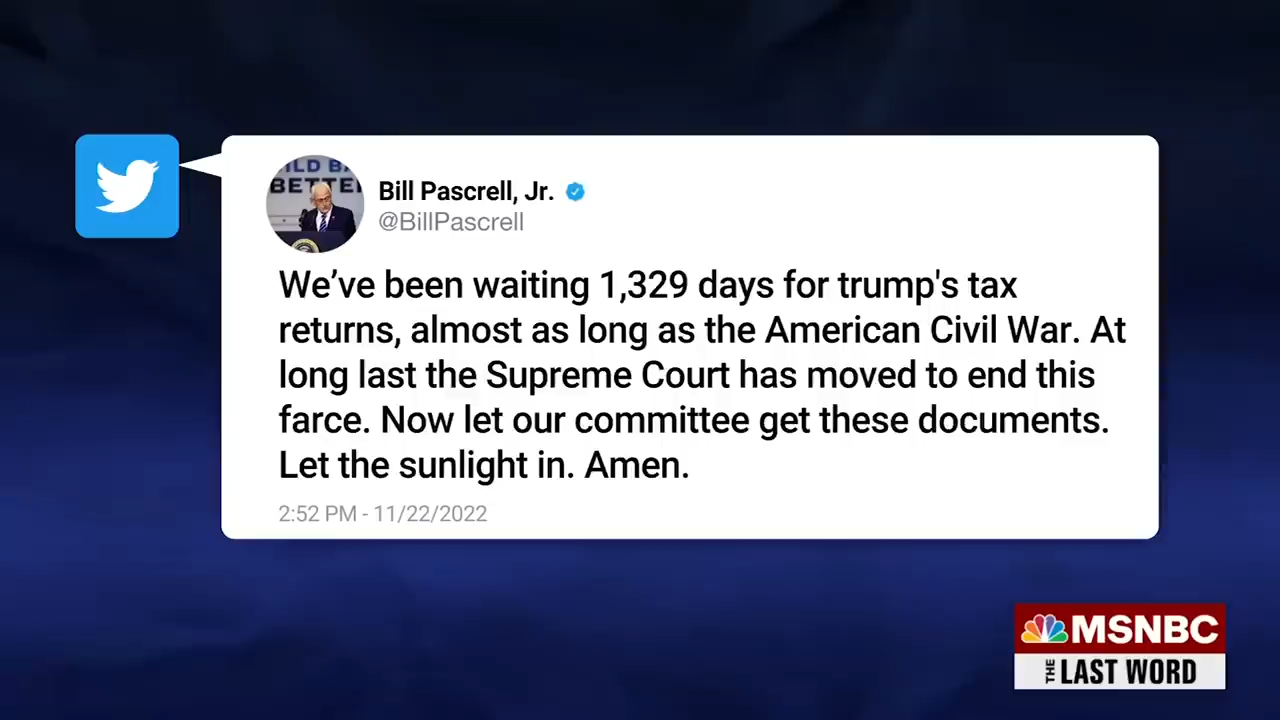 ILD BA
BETTE
Bill Pascrell, Jr.
@BillPascrell
We’ve been waiting 1,329 days for trump's tax
returns, almost as long as the American Civil War. At
long last the Supreme Court has moved to end this
farce. Now let our committee get these documents.
Let the sunlight in. Amen.
2:52 PM - 11/22/2022
MSNBC
THE LAST WORD